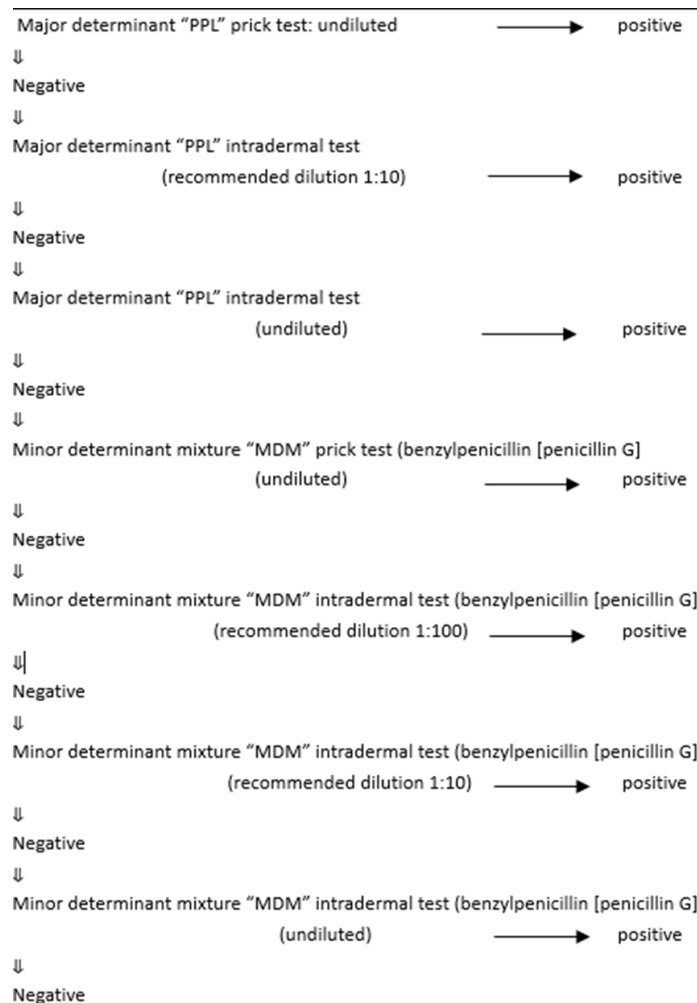 Major determinant “PPL” prick test: undiluted ⟶ positive
⇓
Negative
⇓
Major determinant “PPL” intradermal test
(recommended dilution 1:10) ⟶ positive
⇓
Negative
⇓
Major determinant “PPL” intradermal test
(undiluted) ⟶ positive
⇓
Negative
⇓
Minor determinant mixture “MDM” prick test (benzylpenicillin [penicillin G]
(undiluted) ⟶ positive
⇓
Negative
⇓
Minor determinant mixture “MDM” intradermal test (benzylpenicillin [penicillin G]
(recommended dilution 1:100) ⟶ positive
⇓
Negative
⇓
Minor determinant mixture “MDM” intradermal test (benzylpenicillin [penicillin G]
(recommended dilution 1:10) ⟶ positive
⇓
Negative
⇓
Minor determinant mixture “MDM” intradermal test (benzylpenicillin [penicillin G]
(undiluted) ⟶ positive
⇓
Negative